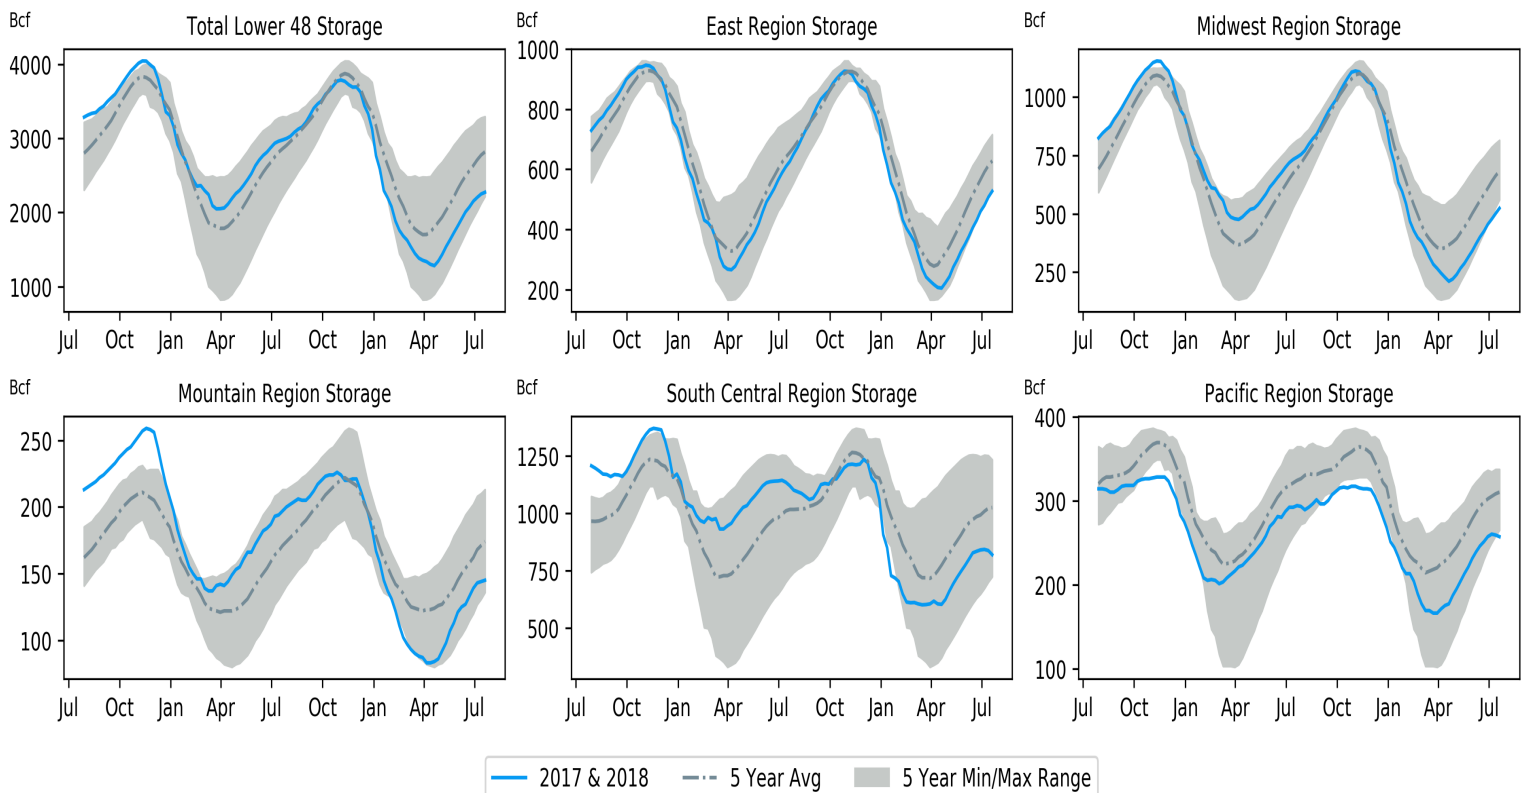 Bcf
Total Lower 48 Storage
4000
3000
2000
1000
Jul Oct Jan Apr Jul Oct Jan Apr Jul
Bcf
East Region Storage
1000
800
600
400
200
Jul Oct Jan Apr Jul Oct Jan Apr Jul
Bcf
Midwest Region Storage
1000
750
500
250
Jul Oct Jan Apr Jul Oct Jan Apr Jul
Bcf
Mountain Region Storage
250
200
150
100
Jul Oct Jan Apr Jul Oct Jan Apr Jul
Bcf
South Central Region Storage
1250
1000
750
500
Jul Oct Jan Apr Jul Oct Jan Apr Jul
Bcf
Pacific Region Storage
400
300
200
100
Jul Oct Jan Apr Jul Oct Jan Apr Jul
2017 & 2018 5 Year Avg 5 Year Min/Max Range